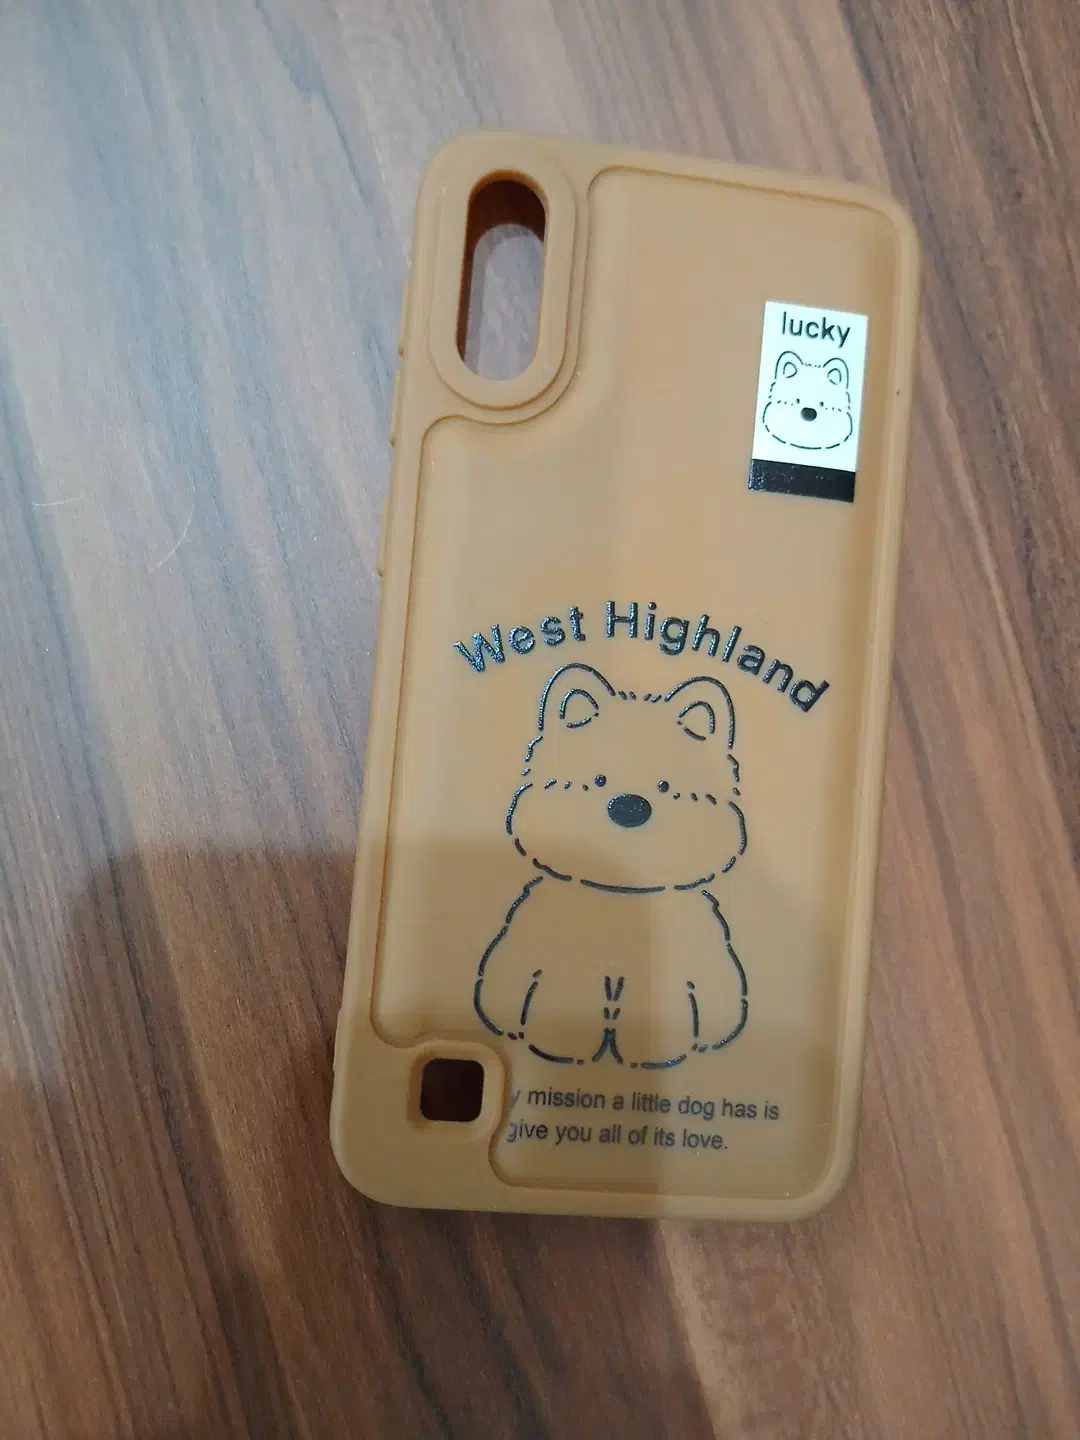 lucky
West Highland
y mission a little dog has is
give you all of its love.